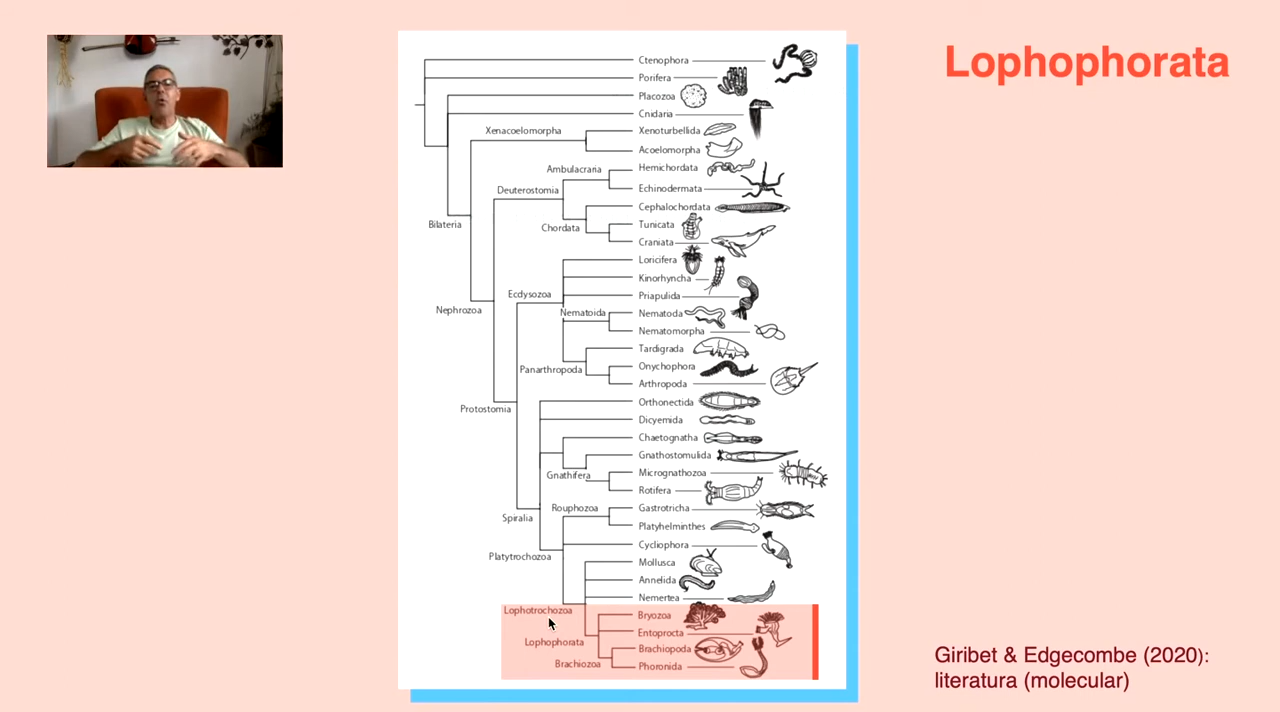 Lophophorata
Ctenophora
Porifera
Placozoa
Cnidaria
Xenacoelomorpha
Xenoturbellida
Acoelomorpha
Ambulacraria
Hemichordata
Deuterostomia
Echinodermata
Cephalochordata
Bilateria
Chordata
Tunicata
Craniata
Loricifera
Kinorhyncha
Ecdysozoa
Priapulida
Nephrozoa
Nematoida
Nematoda
Nematomorpha
Tardigrada
Panarthropoda
Onychophora
Arthropoda
Orthonectida
Protostomia
Dicyemida
Chaetognatha
Gnathostomulida
Gnathifera
Micrognathozoa
Rotifera
Rouphozoa
Gastrotricha
Spiralia
Platyhelminthes
Cycliophora
Platytrochozoa
Mollusca
Annelida
Nemertea
Lophotrochozoa
Bryozoa
Entoprocta
Lophophorata
Brachiopoda
Brachiozoa
Phoronida
Giribet & Edgecombe (2020):
literatura (molecular)